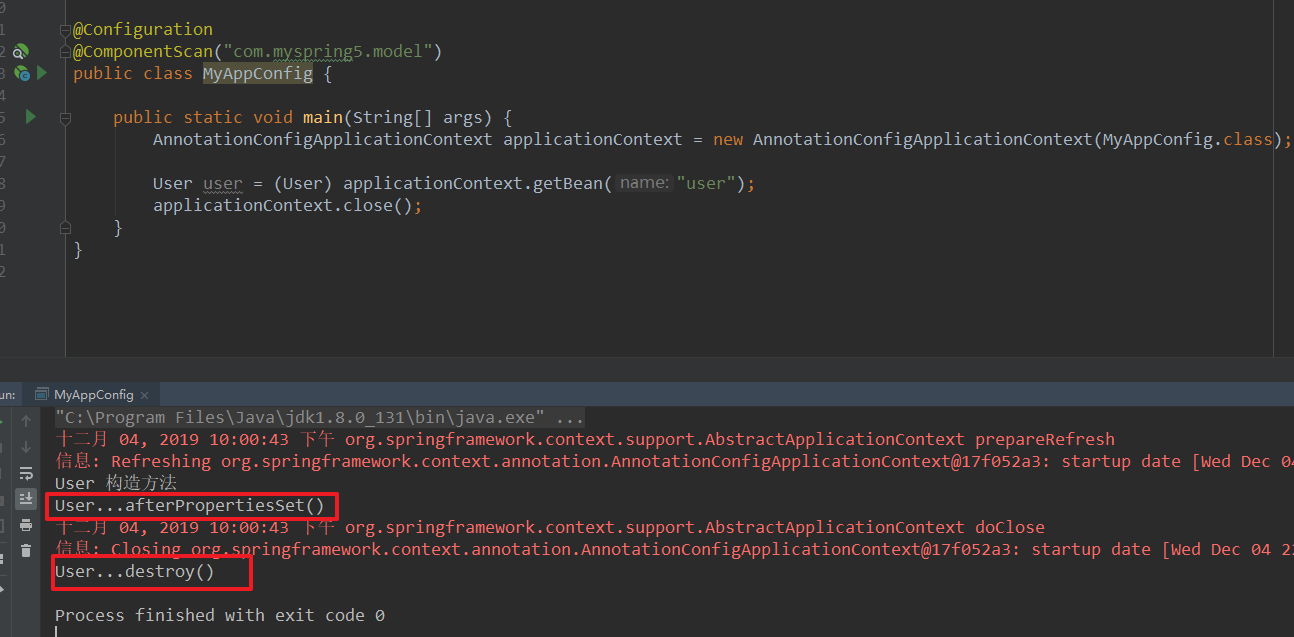 @Configuration
@ComponentScan("com.myspring5.model")
public class MyAppConfig {
public static void main(String[] args) {
AnnotationConfigApplicationContext applicationContext = new AnnotationConfigApplicationContext(MyAppConfig.class);
User user = (User) applicationContext.getBean( name: "user");
applicationContext.close();
}
}
un: MyAppConfig ×
"C:\Program Files\Java\jdk1.8.0_131\bin\java.exe" ...
十二月 04, 2019 10:00:43 下午 org.springframework.context.support.AbstractApplicationContext prepareRefresh
信息: Refreshing org.springframework.context.annotation.AnnotationConfigApplicationContext@17f052a3: startup date [Wed Dec 04
User 构造方法
User...afterPropertiesSet()
十二月 04, 2019 10:00:43 下午 org.springframework.context.support.AbstractApplicationContext doClose
信息: Closing org.springframework.context.annotation.AnnotationConfigApplicationContext@17f052a3: startup date [Wed Dec 04 22
User...destroy()
Process finished with exit code 0